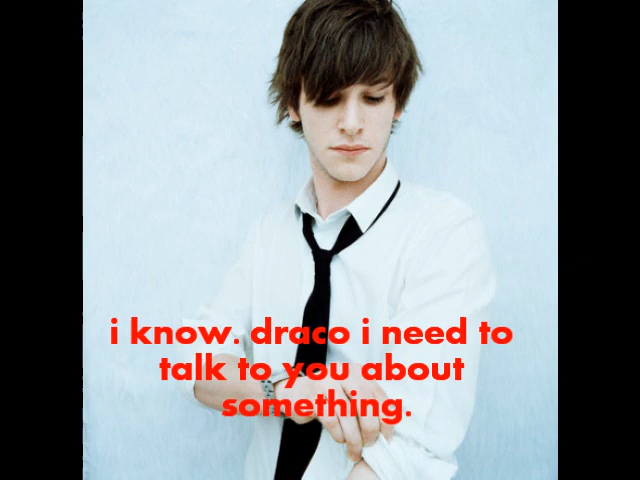 i know. draco i need to
talk to you about
something.